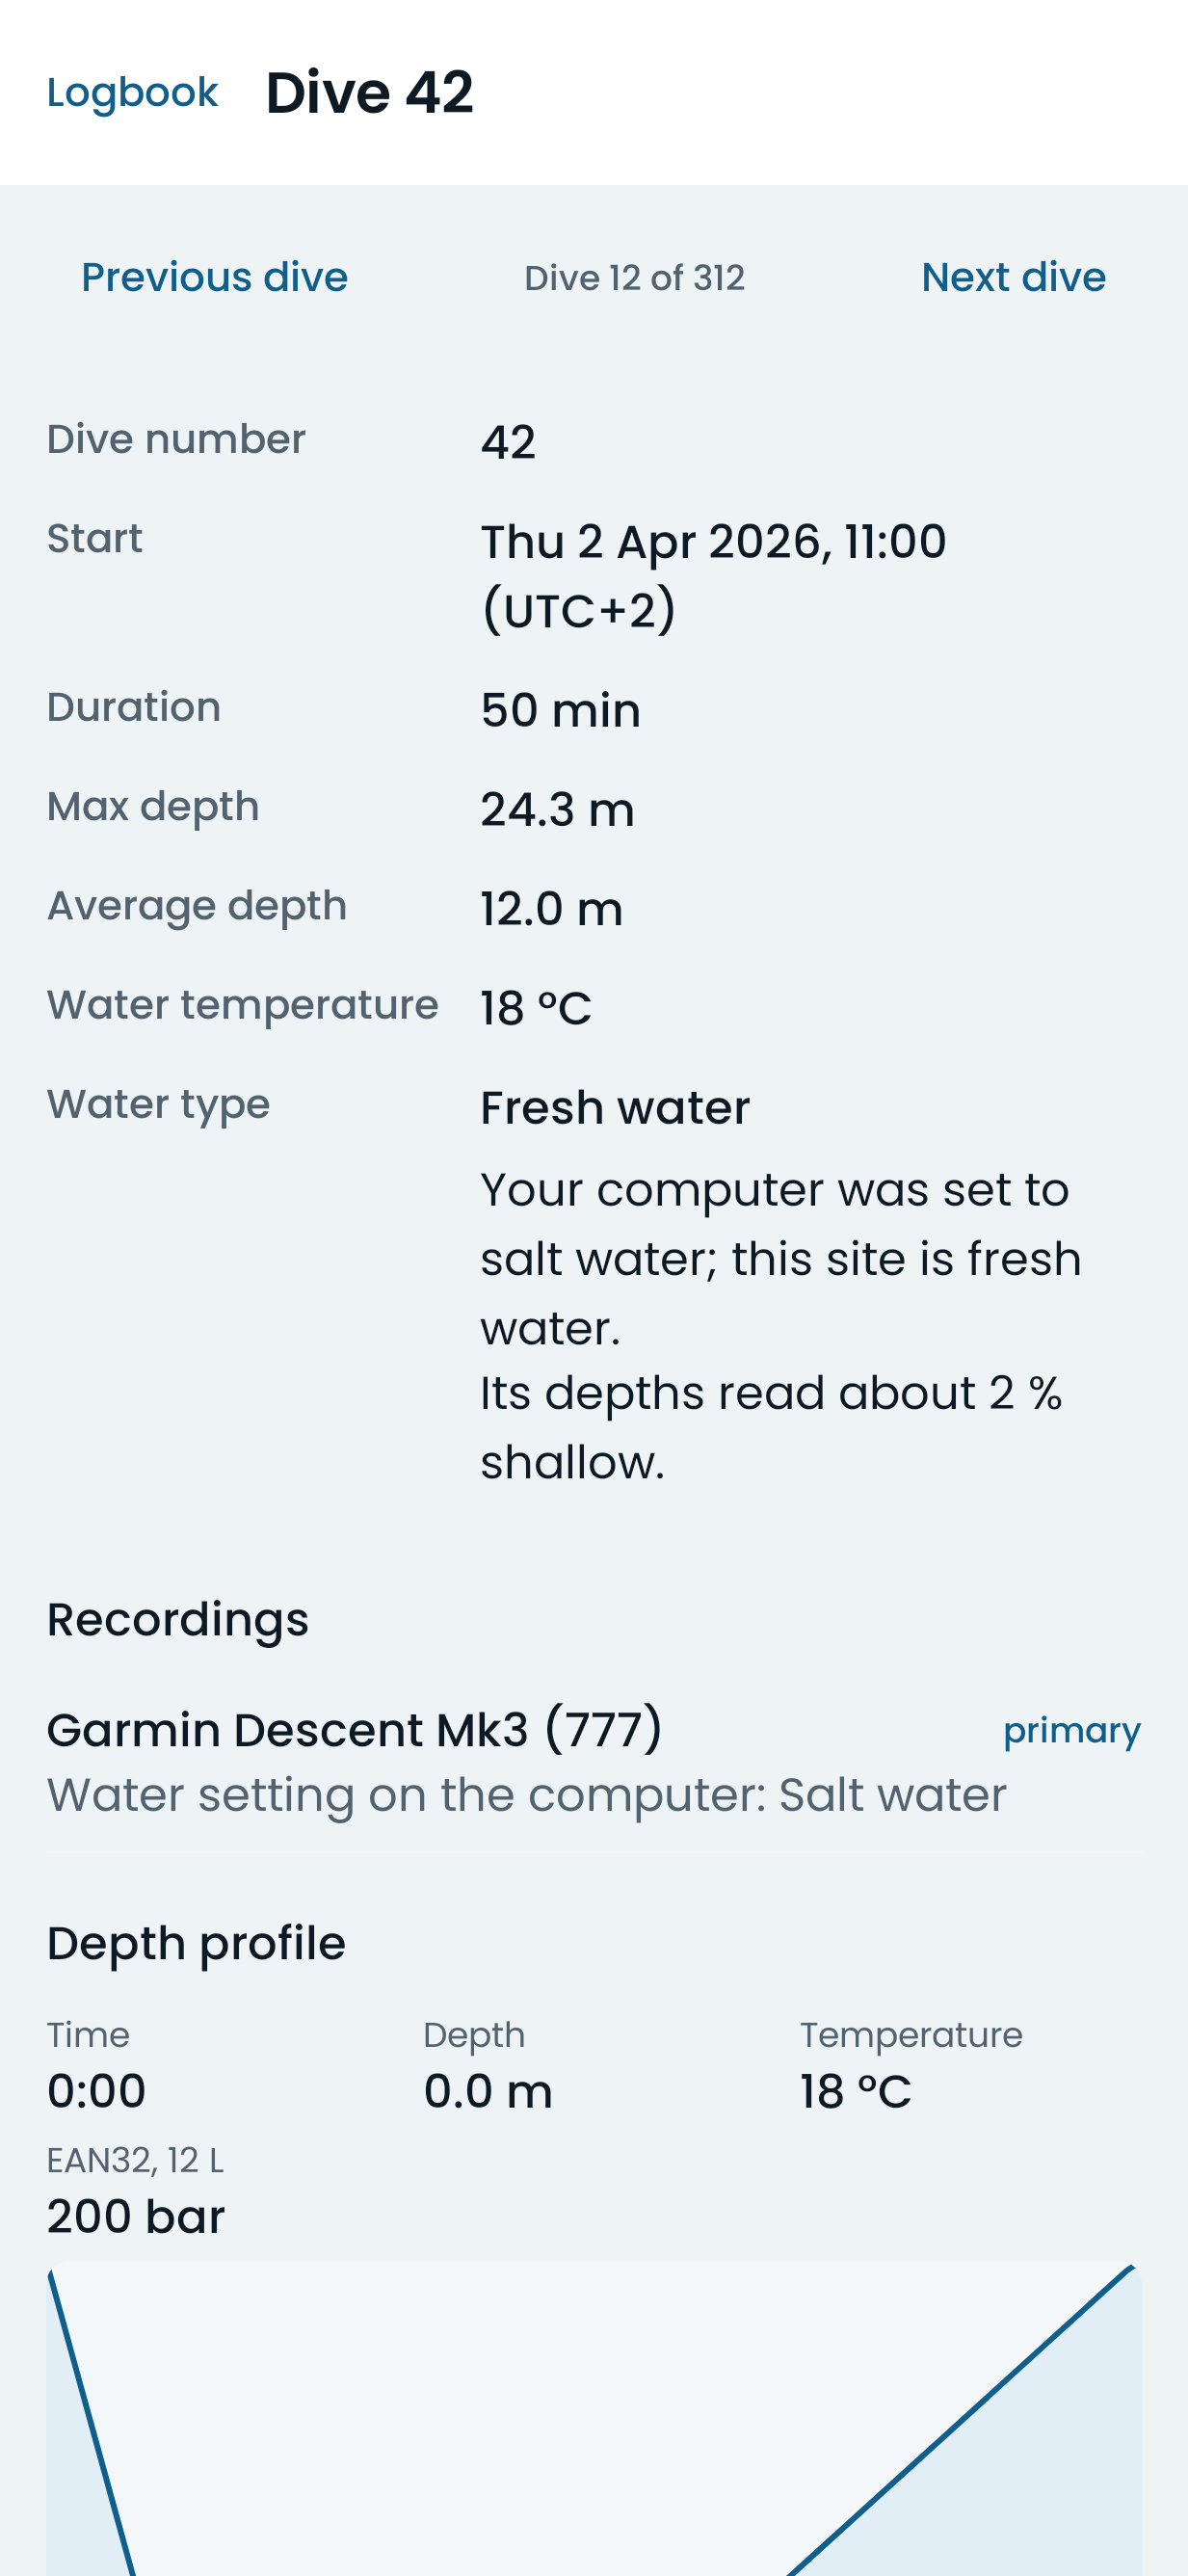 Logbook Dive 42
Previous dive Dive 12 of 312 Next dive
Dive number 42
Start Thu 2 Apr 2026, 11:00
(UTC+2)
Duration 50 min
Max depth 24.3 m
Average depth 12.0 m
Water temperature 18 °C
Water type Fresh water
Your computer was set to
salt water; this site is fresh
water.
Its depths read about 2 %
shallow.
Recordings
Garmin Descent Mk3 (777) primary
Water setting on the computer: Salt water
Depth profile
Time Depth Temperature
0:00 0.0 m 18 °C
EAN32, 12 L
200 bar